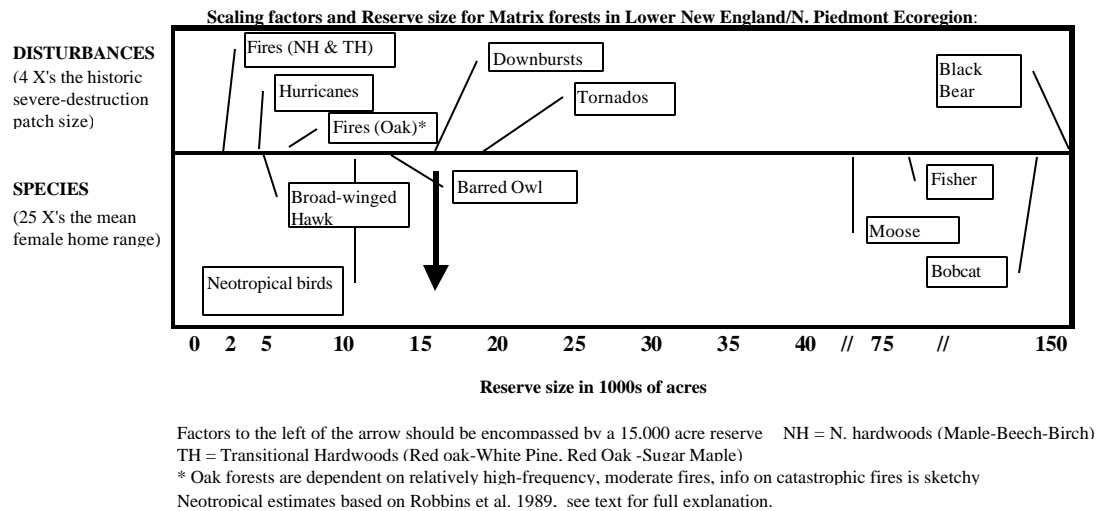 Scaling factors and Reserve size for Matrix forests in Lower New England/N. Piedmont Ecoregion:
DISTURBANCES
(4 X's the historic
severe-destruction
patch size)
Fires (NH & TH)
Hurricanes
Fires (Oak)*
Downbursts
Tornados
Black
Bear
SPECIES
(25 X's the mean
female home range)
Broad-winged
Hawk
Neotropical birds
Barred Owl
Fisher
Moose
Bobcat
0 2 5 10 15 20 25 30 35 40 // 75 // 150
Reserve size in 1000s of acres
Factors to the left of the arrow should be encompassed by a 15,000 acre reserve NH = N. hardwoods (Maple-Beech-Birch)
TH = Transitional Hardwoods (Red oak-White Pine, Red Oak -Sugar Maple)
* Oak forests are dependent on relatively high-frequency, moderate fires, info on catastrophic fires is sketchy
Neotropical estimates based on Robbins et al. 1989, see text for full explanation.